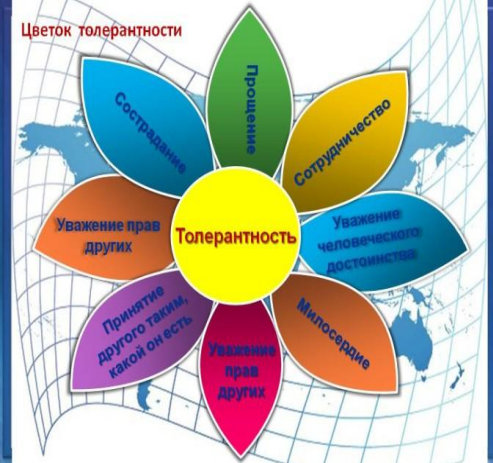 Цветок толерантности
Прощение
Сотрудничество
Уважение
человеческого
достоинства
Милосердие
Уважение
прав
других
Принятие
другого таким,
какой он есть
Уважение прав
других
Сострадание
Толерантность